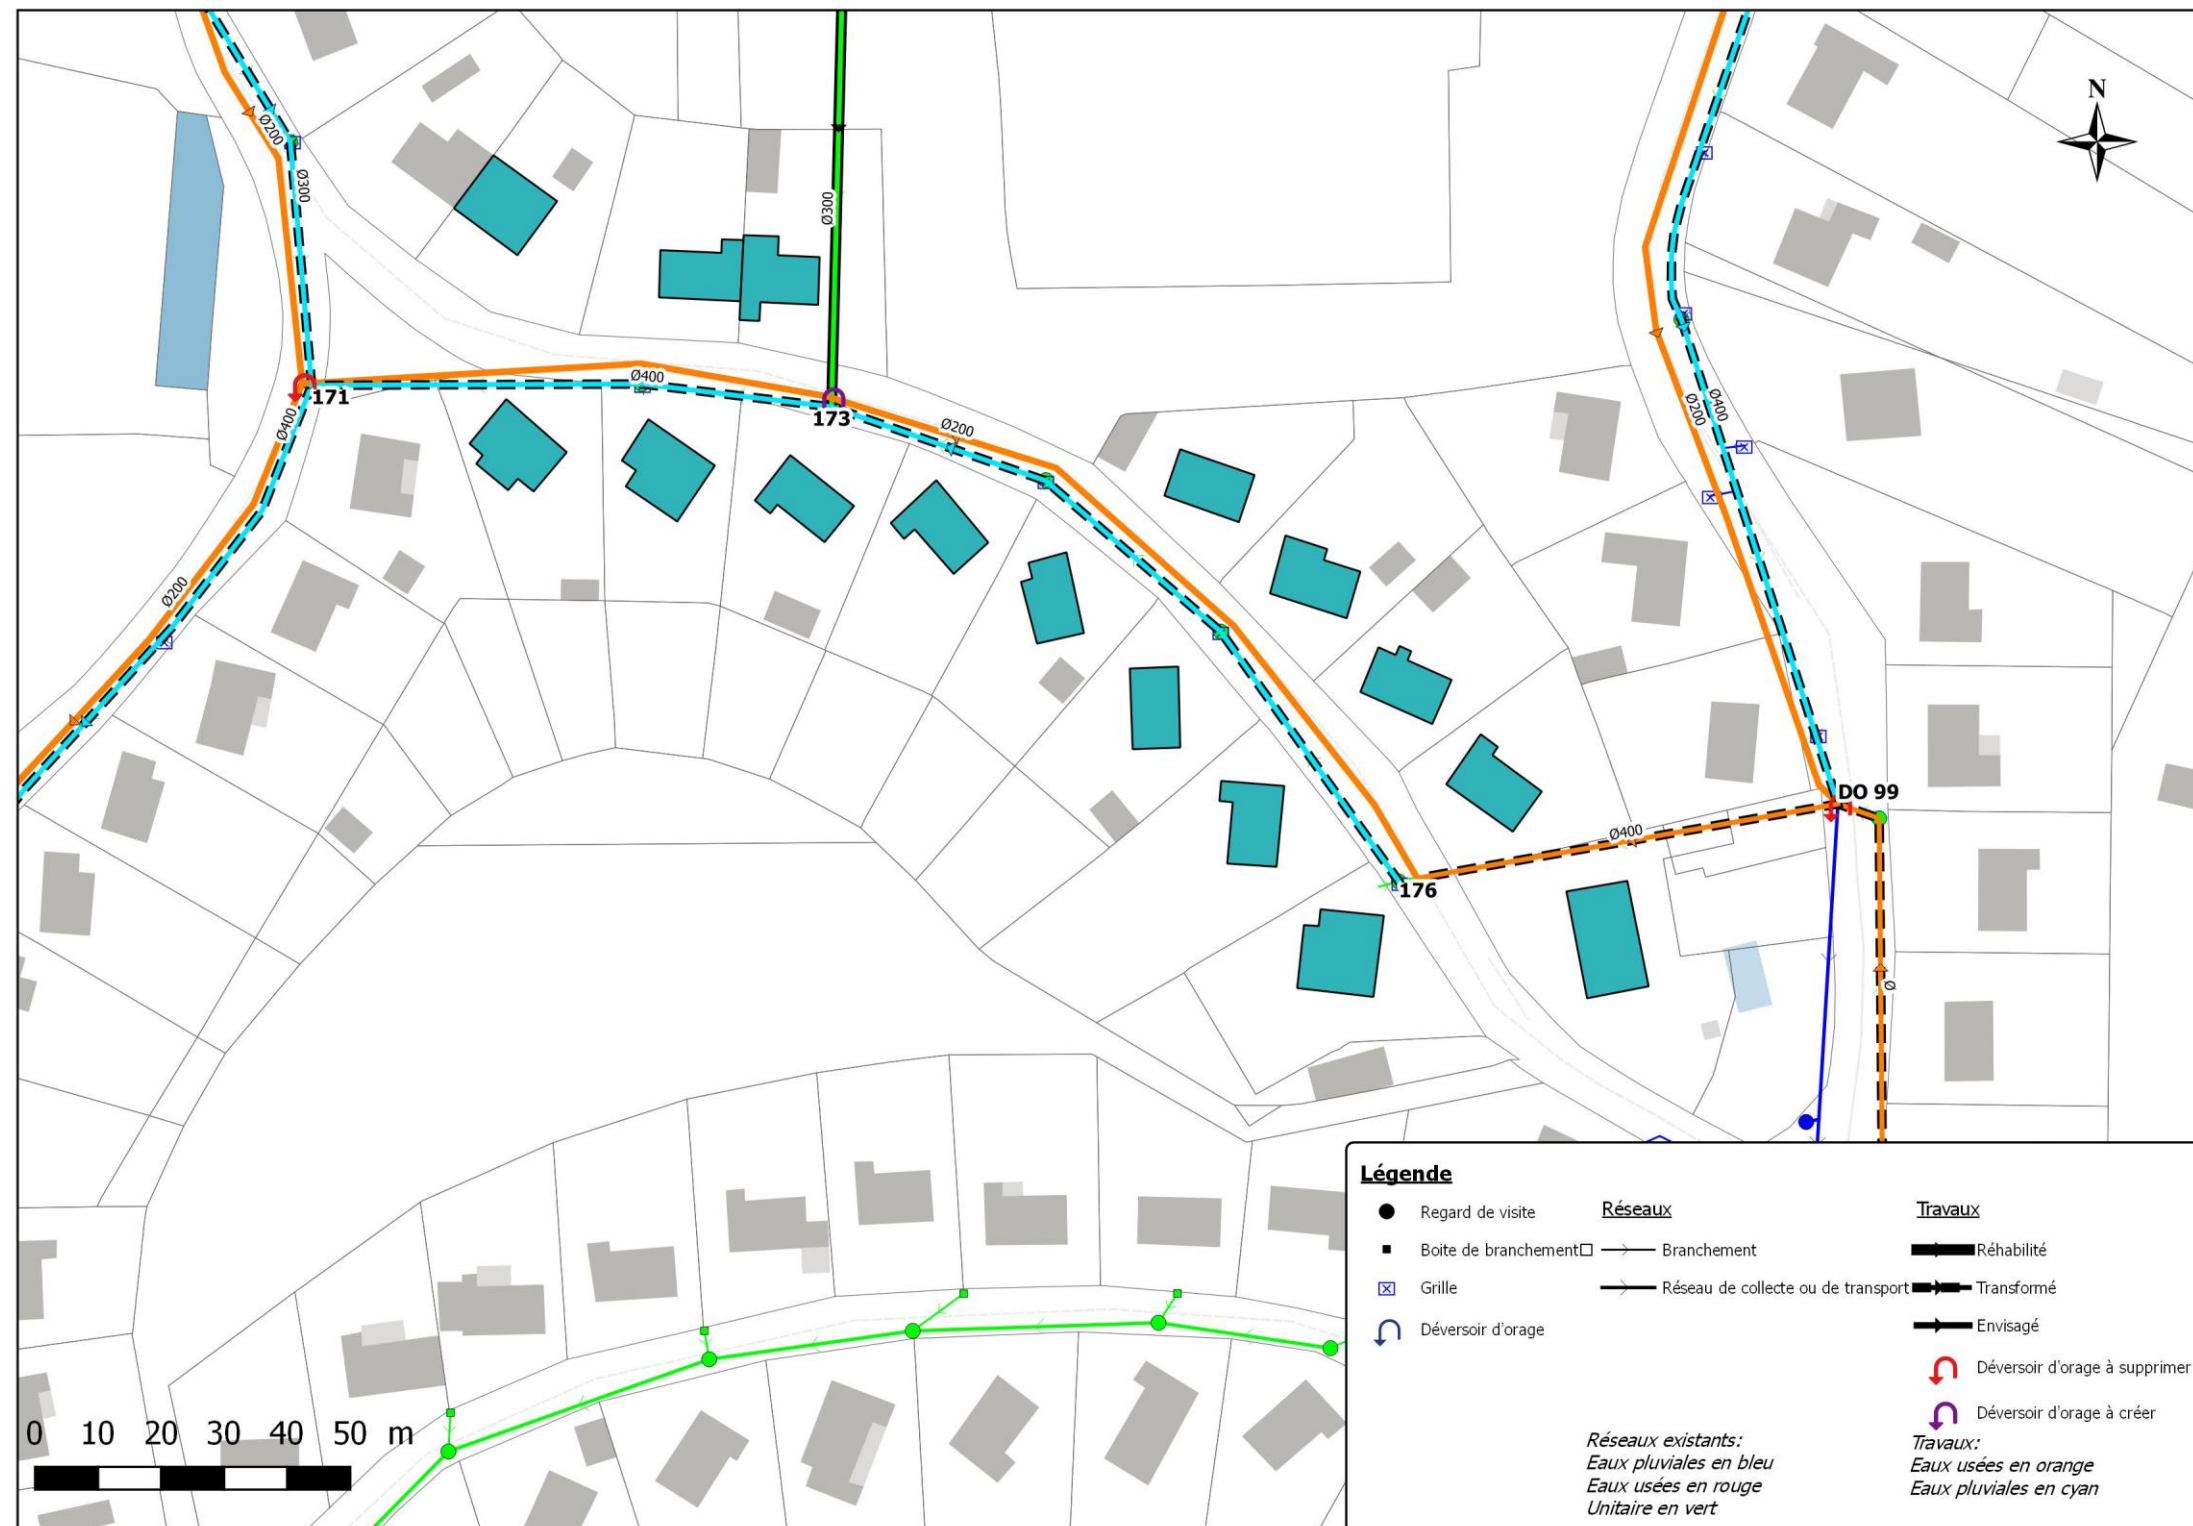 N
Ø200
Ø300
Ø300
Ø400
171
Ø400
173
Ø200
Ø400
Ø200
Ø200
DO 99
Ø400
176
Ø
Légende
Regard de visite
Boite de branchement
Grille
Déversoir d'orage
Réseaux
Branchement
Réseau de collecte ou de transport
Travaux
Réhabilité
Transformé
Envisagé
Déversoir d'orage à supprimer
Déversoir d'orage à créer
Réseaux existants:
Eaux pluviales en bleu
Eaux usées en rouge
Unitaire en vert
Travaux:
Eaux usées en orange
Eaux pluviales en cyan
0 10 20 30 40 50 m